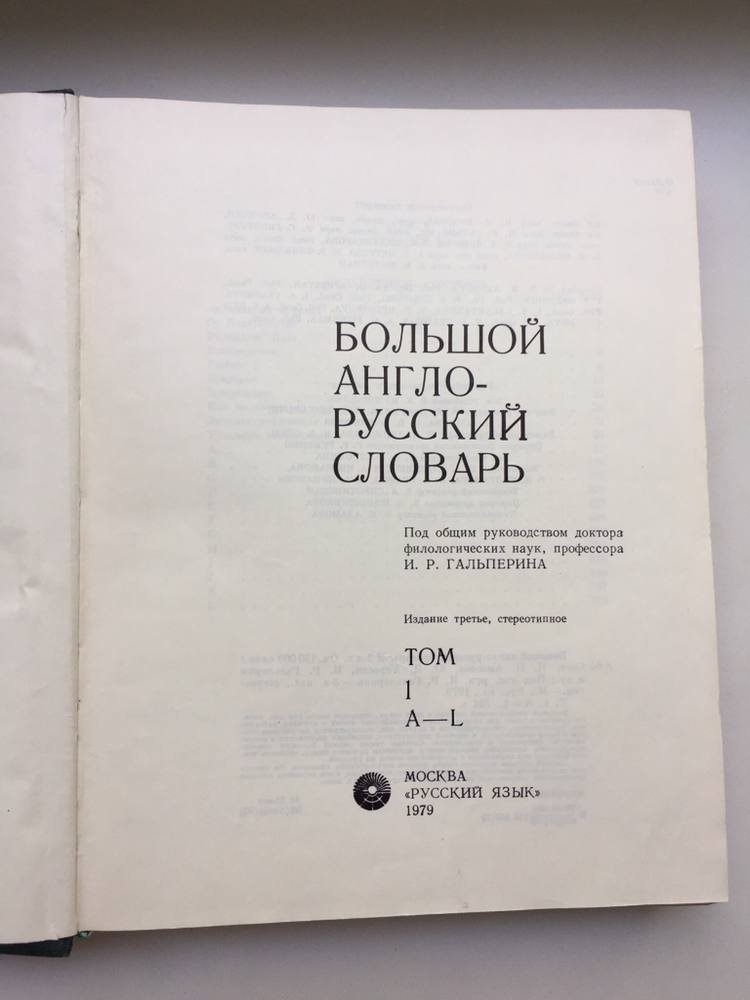 БОЛЬШОЙ
АНГЛО-
РУССКИЙ
СЛОВАРЬ
Под общим руководством доктора
филологических наук, профессора
И. Р. ГАЛЬПЕРИНА
Издание третье, стереотипное
ТОМ
1
A—L
МОСКВА
«РУССКИЙ ЯЗЫК»
1979